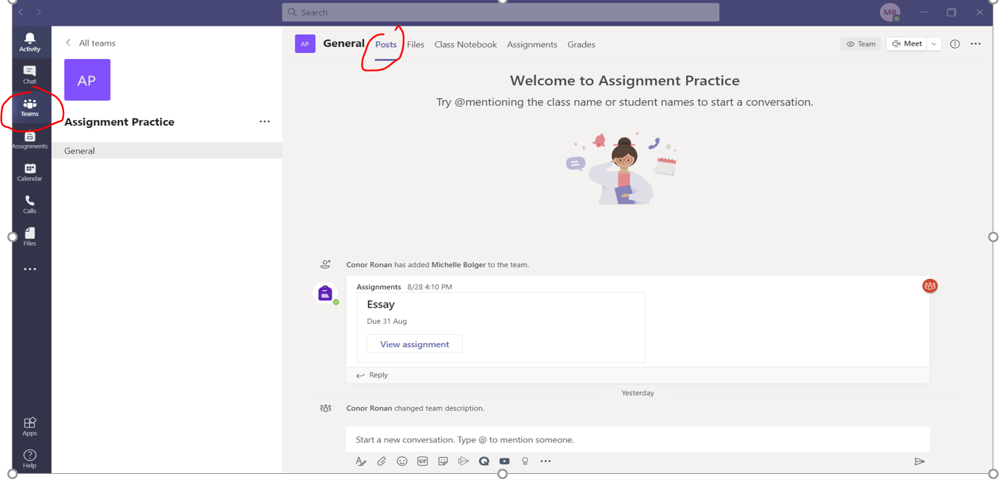 Search
MB
Activity
Chat
Teams
Assignments
Calendar
Calls
Files
Apps
Help
All teams
AP
Assignment Practice
General
AP General Posts Files Class Notebook Assignments Grades
Team Meet
Welcome to Assignment Practice
Try @mentioning the class name or student names to start a conversation.
Conor Ronan has added Michelle Bolger to the team.
Assignments 8/28 4:10 PM
Essay
Due 31 Aug
View assignment
Reply
Yesterday
Conor Ronan changed team description.
Start a new conversation. Type @ to mention someone.
GIF